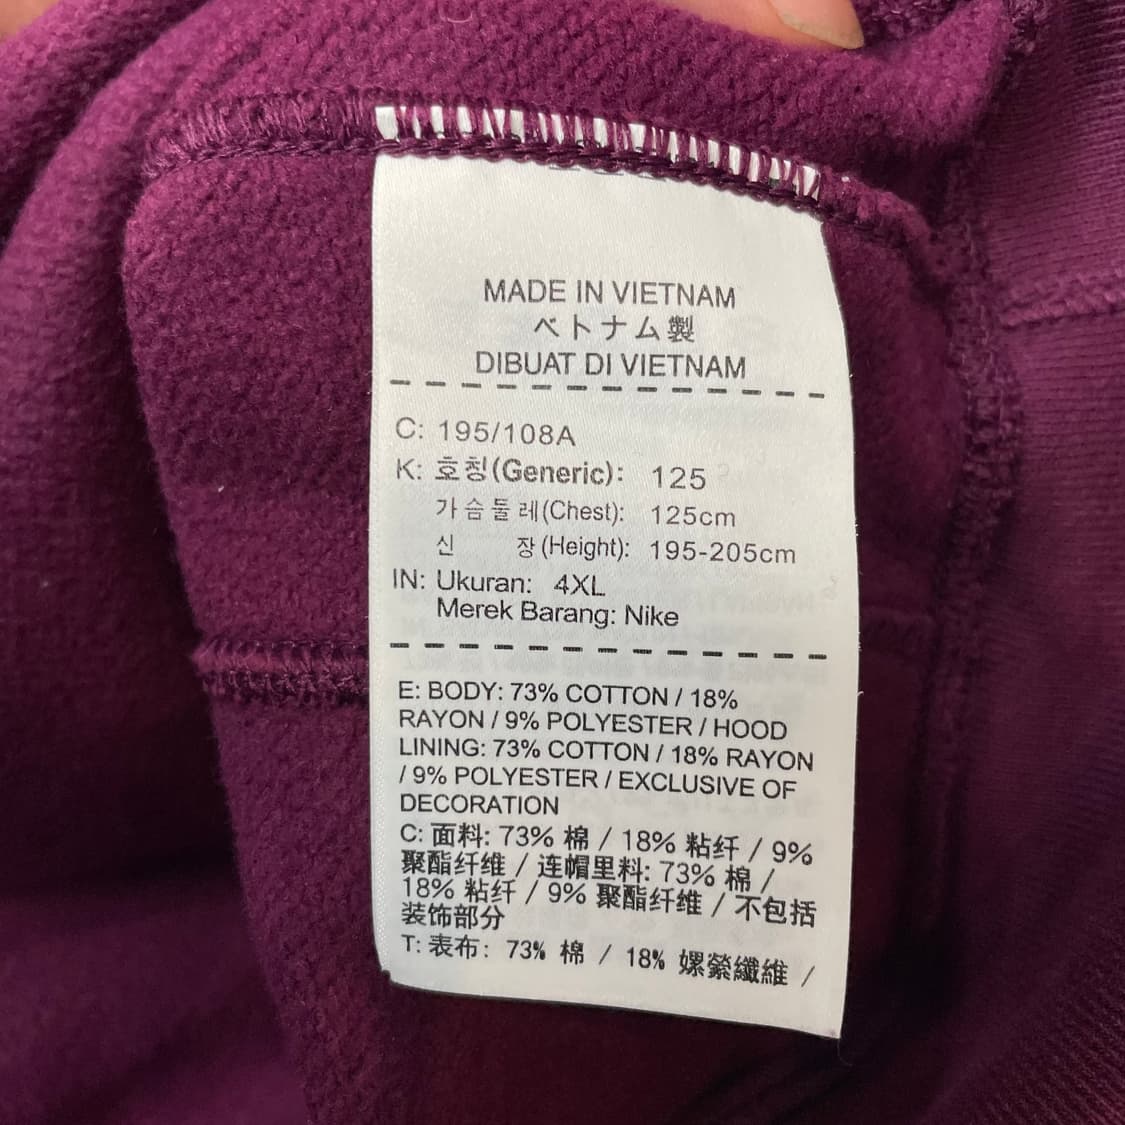 MADE IN VIETNAM
ベトナム製
DIBUAT DI VIETNAM
C: 195/108A
K: 호칭(Generic): 125
가슴둘레(Chest): 125cm
신 장(Height): 195-205cm
IN: Ukuran: 4XL
Merek Barang: Nike
E: BODY: 73% COTTON / 18%
RAYON / 9% POLYESTER / HOOD
LINING: 73% COTTON / 18% RAYON
/ 9% POLYESTER / EXCLUSIVE OF
DECORATION
C: 面料: 73% 棉 / 18% 粘纤 / 9%
聚酯纤维 / 连帽里料: 73% 棉 /
18% 粘纤 / 9% 聚酯纤维 / 不包括
装饰部分
T: 表布: 73% 棉 / 18% 嫘縈纖維 /